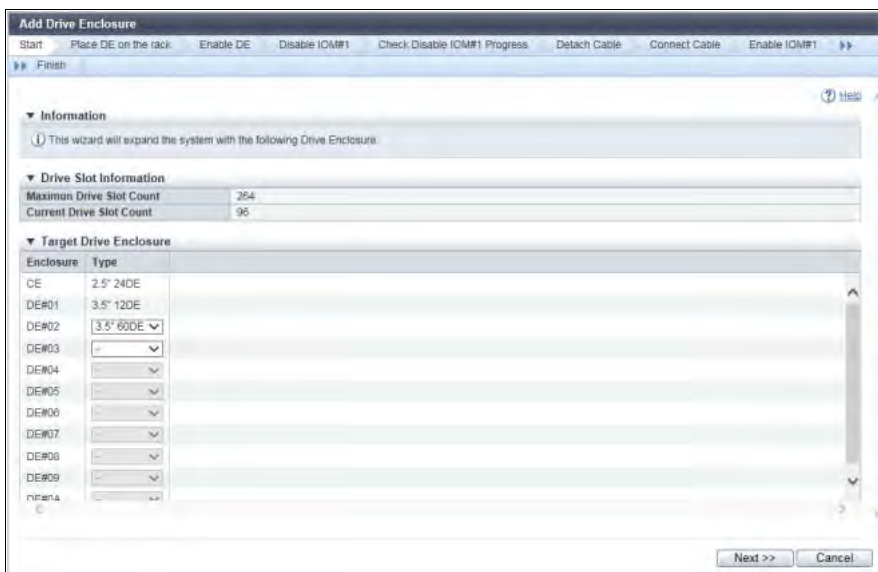 Add Drive Enclosure
Start Place DE on the rack Enable DE Disable IOM#1 Check Disable IOM#1 Progress Detach Cable Connect Cable Enable IOM#1
Finish
Help
Information
This wizard will expand the system with the following Drive Enclosure.
Drive Slot Information
Maximun Drive Slot Count 264
Current Drive Slot Count 96
Target Drive Enclosure
Enclosure Type
CE 2.5" 24DE
DE#01 3.5" 12DE
DE#02 3.5" 60DE
DE#03 -
DE#04 -
DE#05 -
DE#06 -
DE#07 -
DE#08 -
DE#09 -
DE#0A -
Next >> Cancel